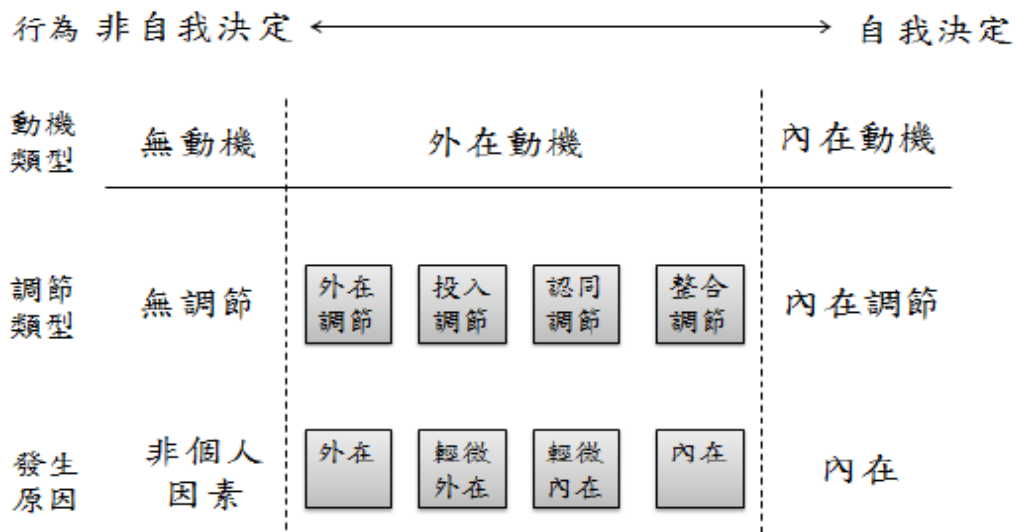 行為 非自我決定 自我決定
動機
類型
無動機 外在動機 內在動機
調節
類型
無調節
外在
調節
投入
調節
認同
調節
整合
調節
內在調節
發生
原因
非個人
因素
外在
輕微
外在
輕微
內在
內在
內在